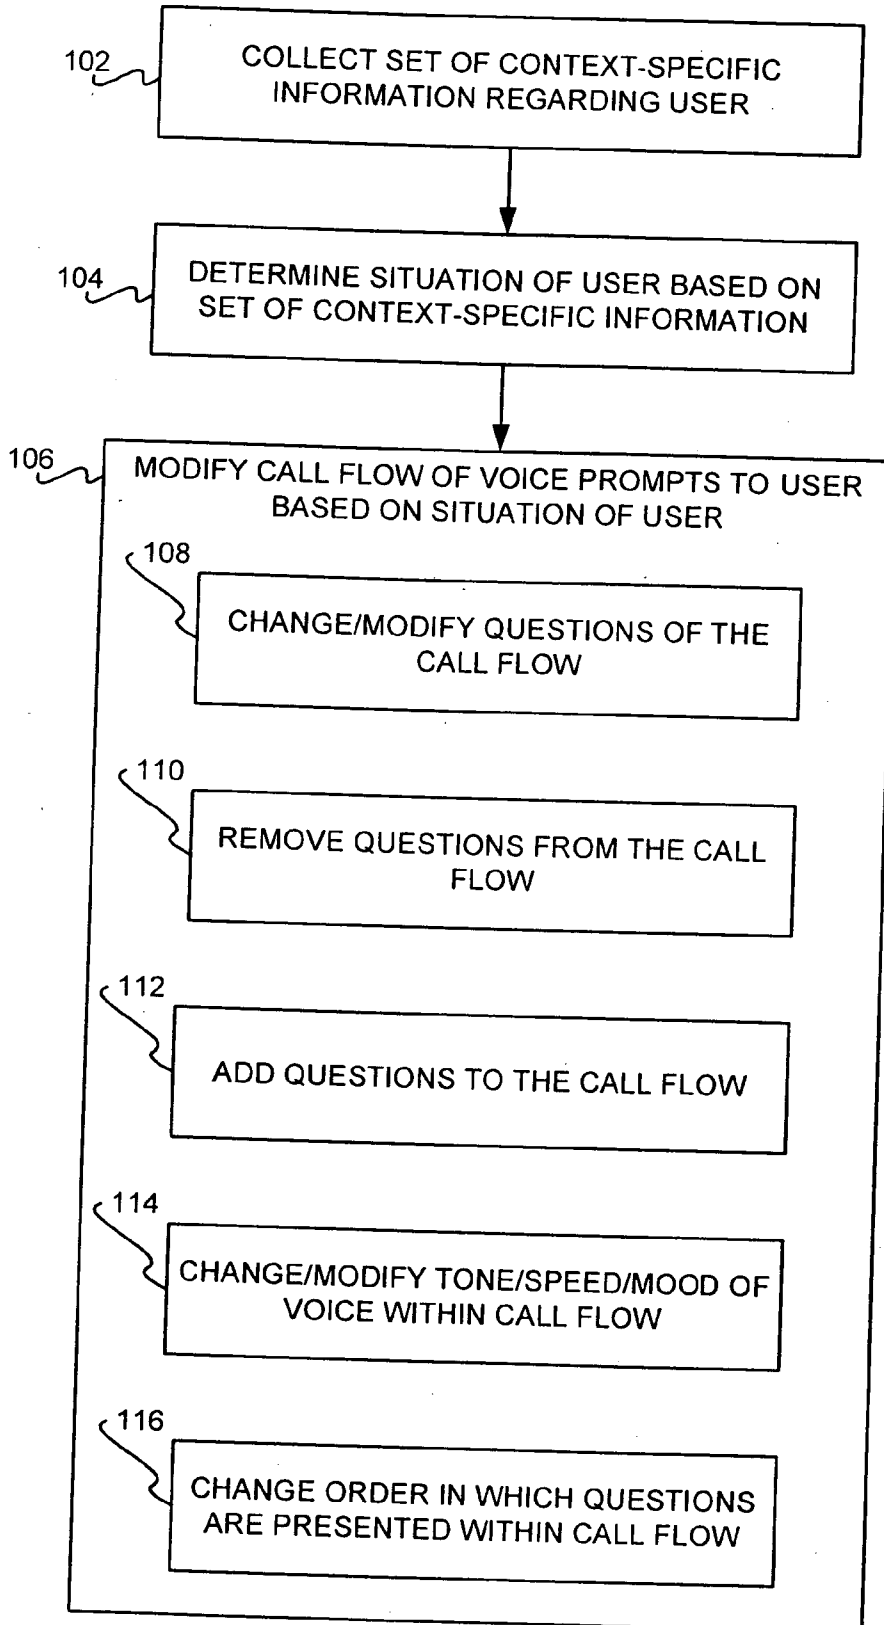 102
COLLECT SET OF CONTEXT-SPECIFIC
INFORMATION REGARDING USER
104
DETERMINE SITUATION OF USER BASED ON
SET OF CONTEXT-SPECIFIC INFORMATION
106
MODIFY CALL FLOW OF VOICE PROMPTS TO USER
BASED ON SITUATION OF USER
108
CHANGE/MODIFY QUESTIONS OF THE
CALL FLOW
110
REMOVE QUESTIONS FROM THE CALL
FLOW
112
ADD QUESTIONS TO THE CALL FLOW
114
CHANGE/MODIFY TONE/SPEED/MOOD OF
VOICE WITHIN CALL FLOW
116
CHANGE ORDER IN WHICH QUESTIONS
ARE PRESENTED WITHIN CALL FLOW